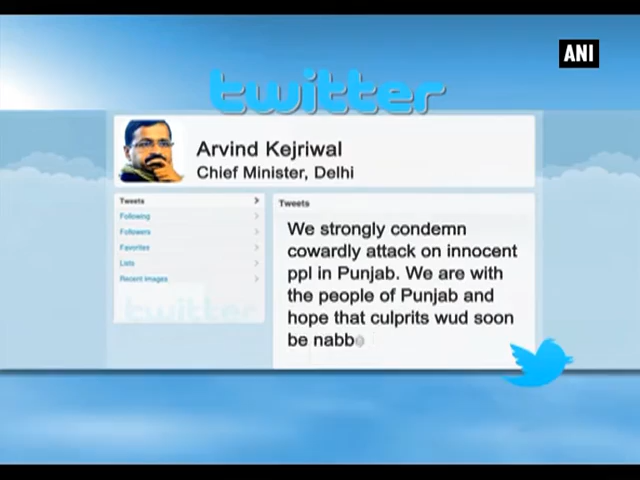 ANI
twitter
Arvind Kejriwal
Chief Minister, Delhi
Tweets
Following
Followers
Favorites
Lists
Recent Images
twitter
Tweets
We strongly condemn
cowardly attack on innocent
ppl in Punjab. We are with
the people of Punjab and
hope that culprits wud soon
be nabb